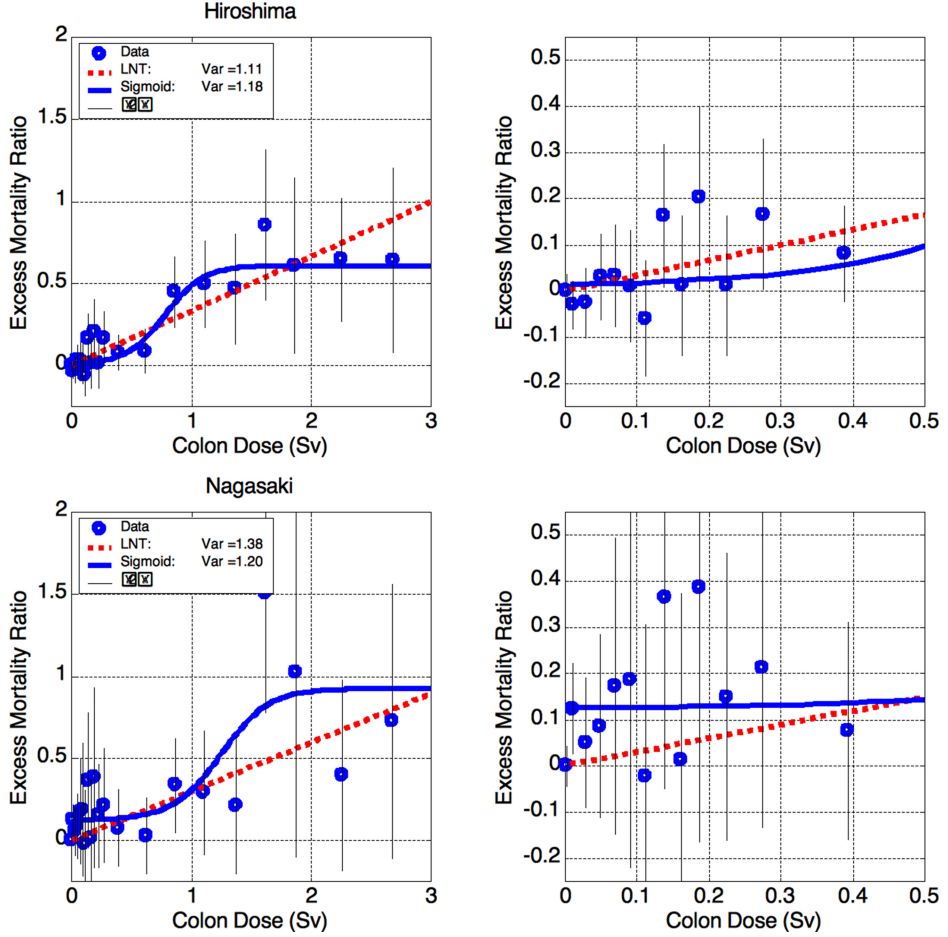 Hiroshima
Excess Mortality Ratio
2
1.5
1
0.5
0
Data
LNT: Var =1.11
Sigmoid: Var =1.18
0 1 2 3
Colon Dose (Sv)
Excess Mortality Ratio
0.5
0.4
0.3
0.2
0.1
0
-0.1
-0.2
0 0.1 0.2 0.3 0.4 0.5
Colon Dose (Sv)
Nagasaki
Excess Mortality Ratio
2
1.5
1
0.5
0
Data
LNT: Var =1.38
Sigmoid: Var =1.20
0 1 2 3
Colon Dose (Sv)
Excess Mortality Ratio
0.5
0.4
0.3
0.2
0.1
0
-0.1
-0.2
0 0.1 0.2 0.3 0.4 0.5
Colon Dose (Sv)